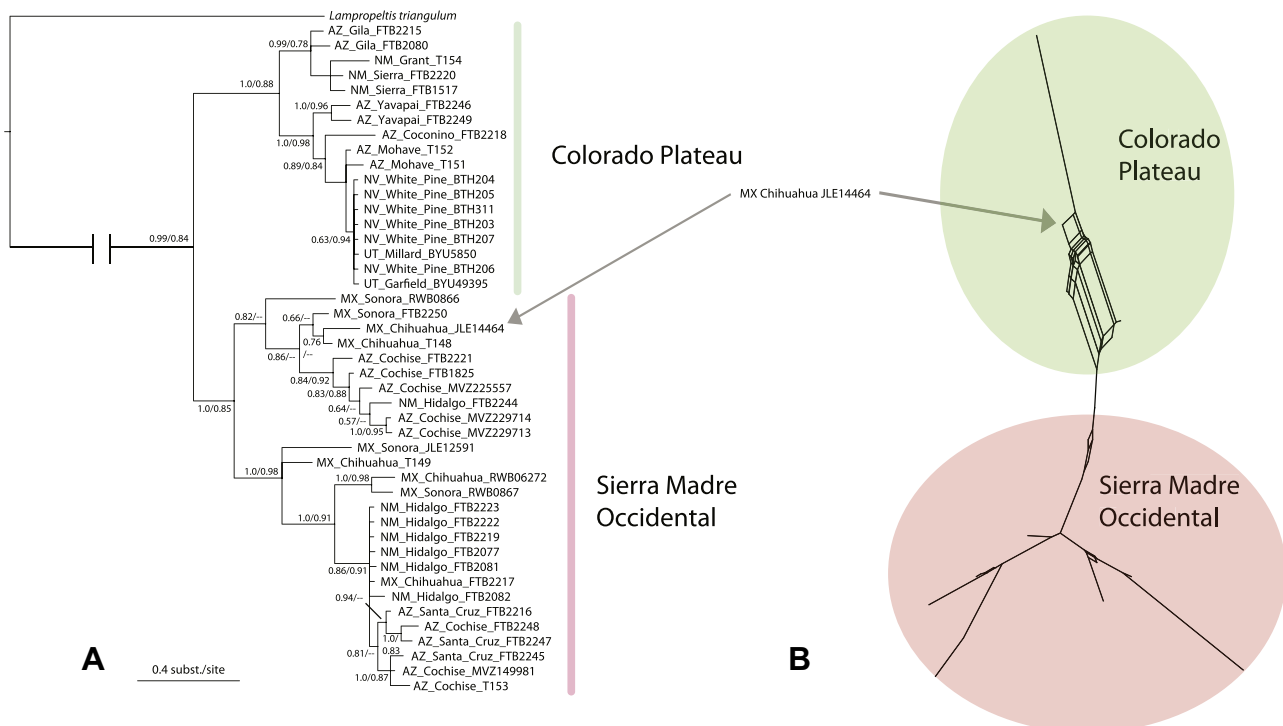 Lampropeltis triangulum
AZ_Gila_FTB2215
0.99/0.78
AZ_Gila_FTB2080
NM_Grant_T154
NM_Sierra_FTB2220
1.0/0.88
NM_Sierra_FTB1517
1.0/0.96
AZ_Yavapai_FTB2246
AZ_Yavapai_FTB2249
1.0/0.98
AZ_Coconino_FTB2218
AZ_Mohave_T152
0.89/0.84
AZ_Mohave_T151
NV_White_Pine_BTH204
NV_White_Pine_BTH205
NV_White_Pine_BTH311
NV_White_Pine_BTH203
0.63/0.94
NV_White_Pine_BTH207
0.99/0.84
UT_Millard_BYU5850
NV_White_Pine_BTH206
UT_Garfield_BYU49395
MX_Sonora_RWB0866
0.82/--
MX_Sonora_FTB2250
0.66/--
MX_Chihuahua_JLE14464
0.76
/--
MX_Chihuahua_T148
0.86/--
AZ_Cochise_FTB2221
AZ_Cochise_FTB1825
0.84/0.92
AZ_Cochise_MVZ225557
0.83/0.88
NM_Hidalgo_FTB2244
0.64/--
AZ_Cochise_MVZ229714
0.57/--
1.0/0.85
AZ_Cochise_MVZ229713
1.0/0.95
MX_Sonora_JLE12591
MX_Chihuahua_T149
1.0/0.98
MX_Chihuahua_RWB06272
1.0/0.98
MX_Sonora_RWB0867
NM_Hidalgo_FTB2223
1.0/0.91
NM_Hidalgo_FTB2222
NM_Hidalgo_FTB2219
NM_Hidalgo_FTB2077
NM_Hidalgo_FTB2081
0.86/0.91
MX_Chihuahua_FTB2217
NM_Hidalgo_FTB2082
0.94/--
AZ_Santa_Cruz_FTB2216
AZ_Cochise_FTB2248
1.0/
0.83
AZ_Santa_Cruz_FTB2247
0.81/--
AZ_Santa_Cruz_FTB2245
AZ_Cochise_MVZ149981
1.0/0.87
AZ_Cochise_T153
Colorado Plateau
Sierra Madre
Occidental
A
0.4 subst./site
MX Chihuahua JLE14464
Colorado
Plateau
Sierra Madre
Occidental
B